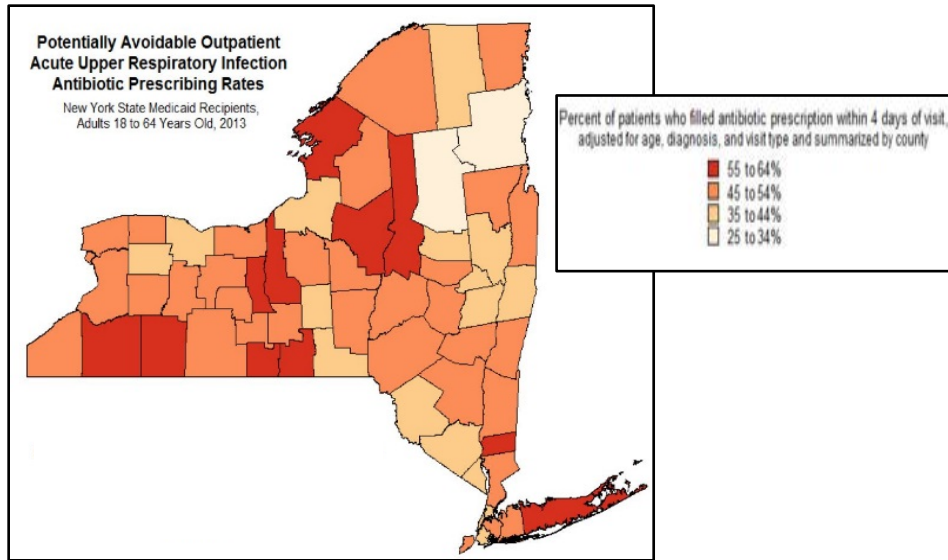 Potentially Avoidable Outpatient
Acute Upper Respiratory Infection
Antibiotic Prescribing Rates
New York State Medicaid Recipients,
Adults 18 to 64 Years Old, 2013
Percent of patients who filled antibiotic prescription within 4 days of visit,
adjusted for age, diagnosis, and visit type and summarized by county
55 to 64%
45 to 54%
35 to 44%
25 to 34%